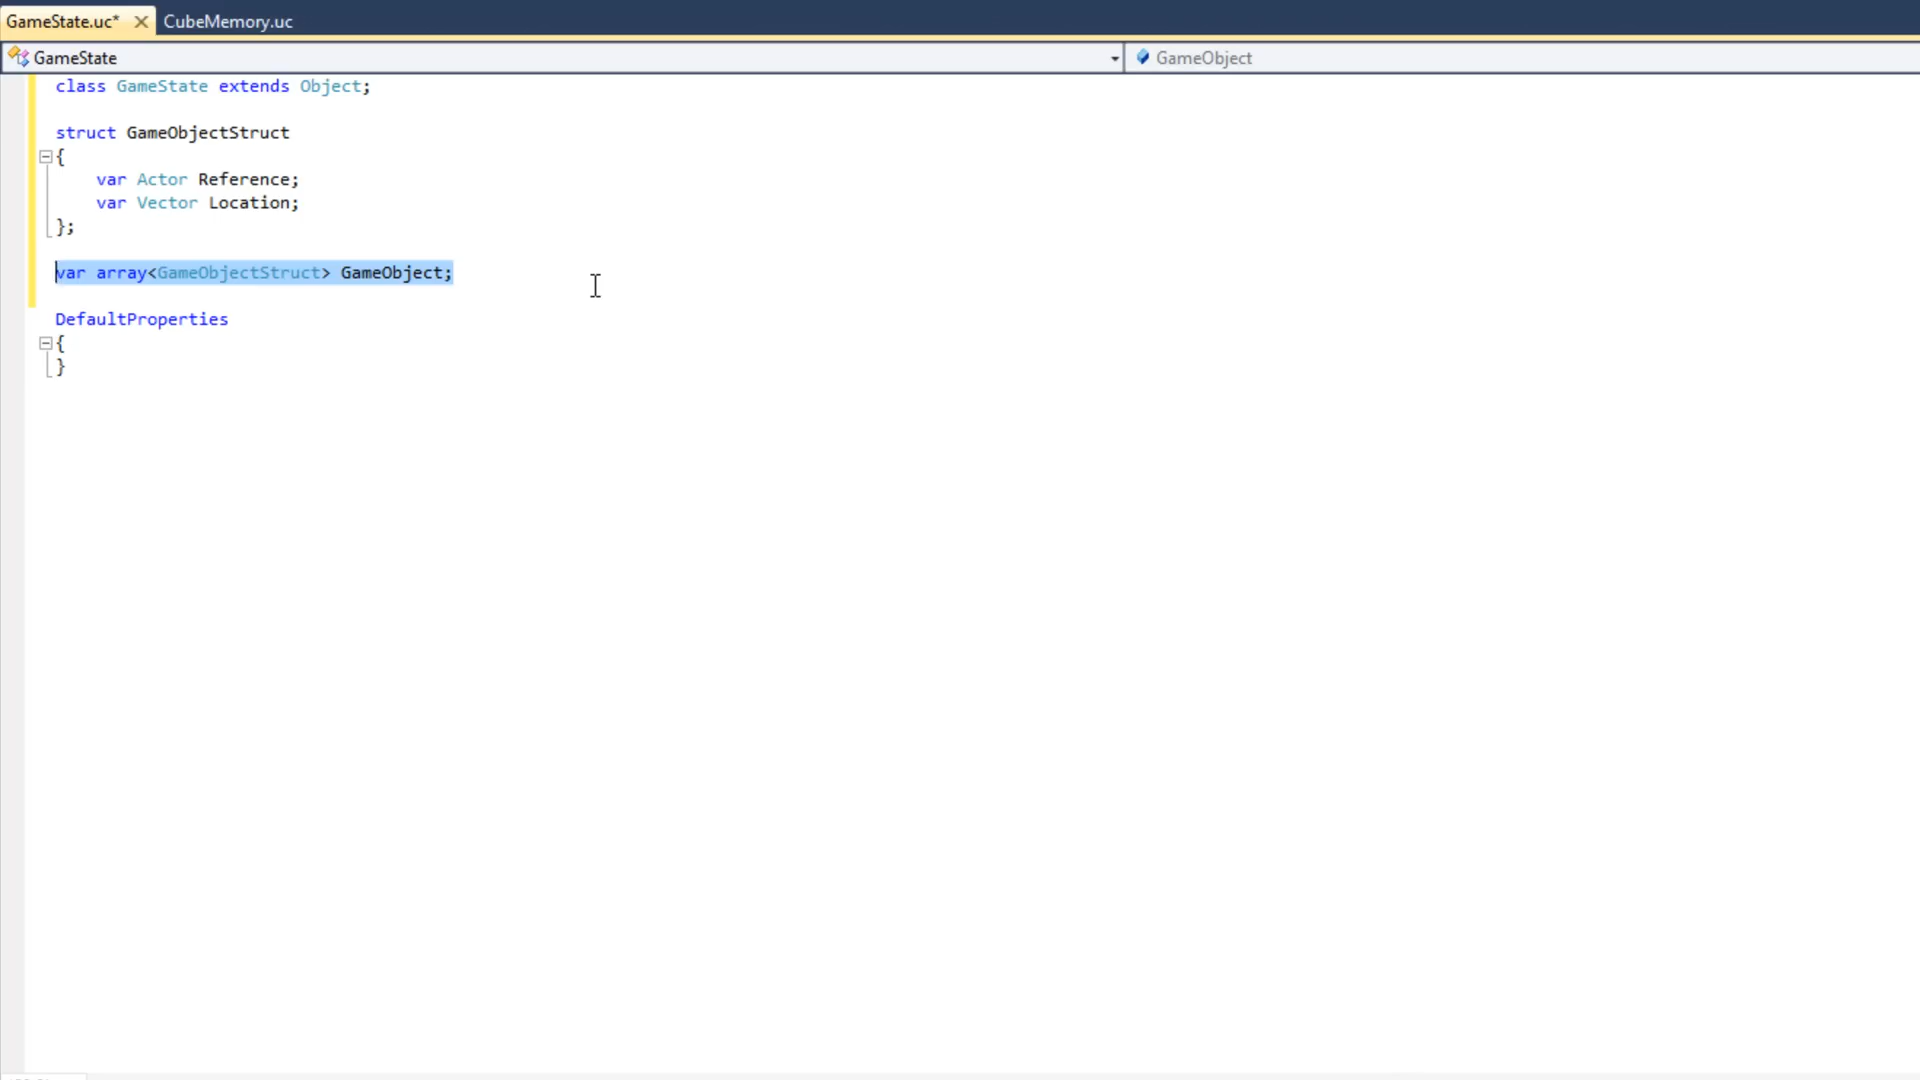 GameState.uc* CubeMemory.uc
GameState GameObject
class GameState extends Object;
struct GameObjectStruct
{
var Actor Reference;
var Vector Location;
};
var array<GameObjectStruct> GameObject;
DefaultProperties
{
}